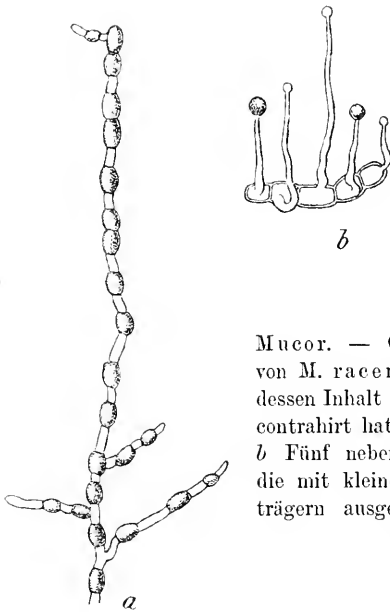 b
Mucor. —
von M. racem
dessen Inhalt
contrahirt hat
b Fünf neben
die mit klein
trägern ausge
a